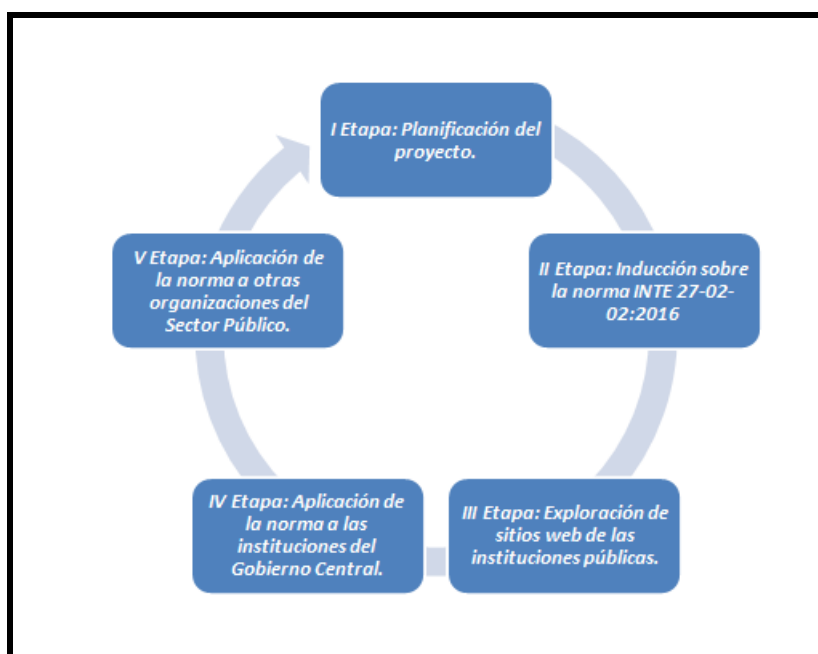 I Etapa: Planificación del
proyecto.
II Etapa: Inducción sobre
la norma INTE 27-02-
02:2016
III Etapa: Exploración de
sitios web de las
instituciones públicas.
IV Etapa: Aplicación de
la norma a las
instituciones del
Gobierno Central.
V Etapa: Aplicación de
la norma a otras
organizaciones del
Sector Público.